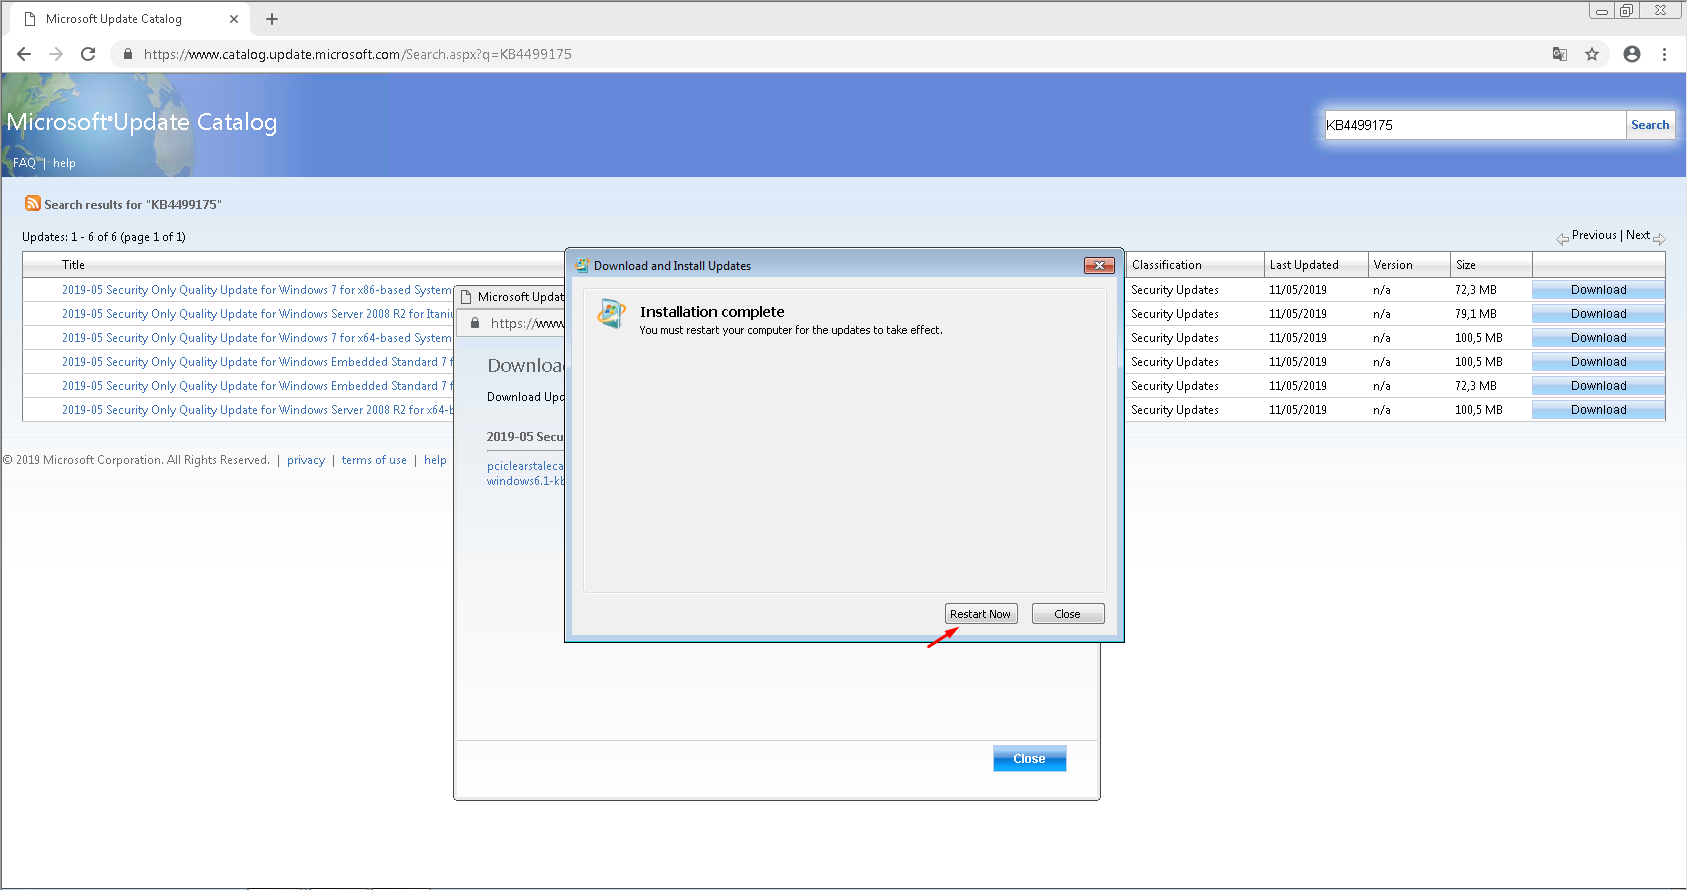 Microsoft Update Catalog
https://www.catalog.update.microsoft.com/Search.aspx?q=KB4499175
Microsoft®Update Catalog
KB4499175 Search
FAQ | help
Search results for "KB4499175"
Updates: 1 - 6 of 6 (page 1 of 1)
Previous | Next
Title Classification Last Updated Version Size
2019-05 Security Only Quality Update for Windows 7 for x86-based System Security Updates 11/05/2019 n/a 72,3 MB Download
2019-05 Security Only Quality Update for Windows Server 2008 R2 for Itaniu Security Updates 11/05/2019 n/a 79,1 MB Download
2019-05 Security Only Quality Update for Windows 7 for x64-based System Security Updates 11/05/2019 n/a 100,5 MB Download
2019-05 Security Only Quality Update for Windows Embedded Standard 7 f Security Updates 11/05/2019 n/a 100,5 MB Download
2019-05 Security Only Quality Update for Windows Embedded Standard 7 f Security Updates 11/05/2019 n/a 72,3 MB Download
2019-05 Security Only Quality Update for Windows Server 2008 R2 for x64-b Security Updates 11/05/2019 n/a 100,5 MB Download
© 2019 Microsoft Corporation. All Rights Reserved. | privacy | terms of use | help
Microsoft Updat
https://www
Downloa
Download Upd
2019-05 Secu
pciclearstaleca
windows6.1-kb
Close
Download and Install Updates
Installation complete
You must restart your computer for the updates to take effect.
Restart Now Close